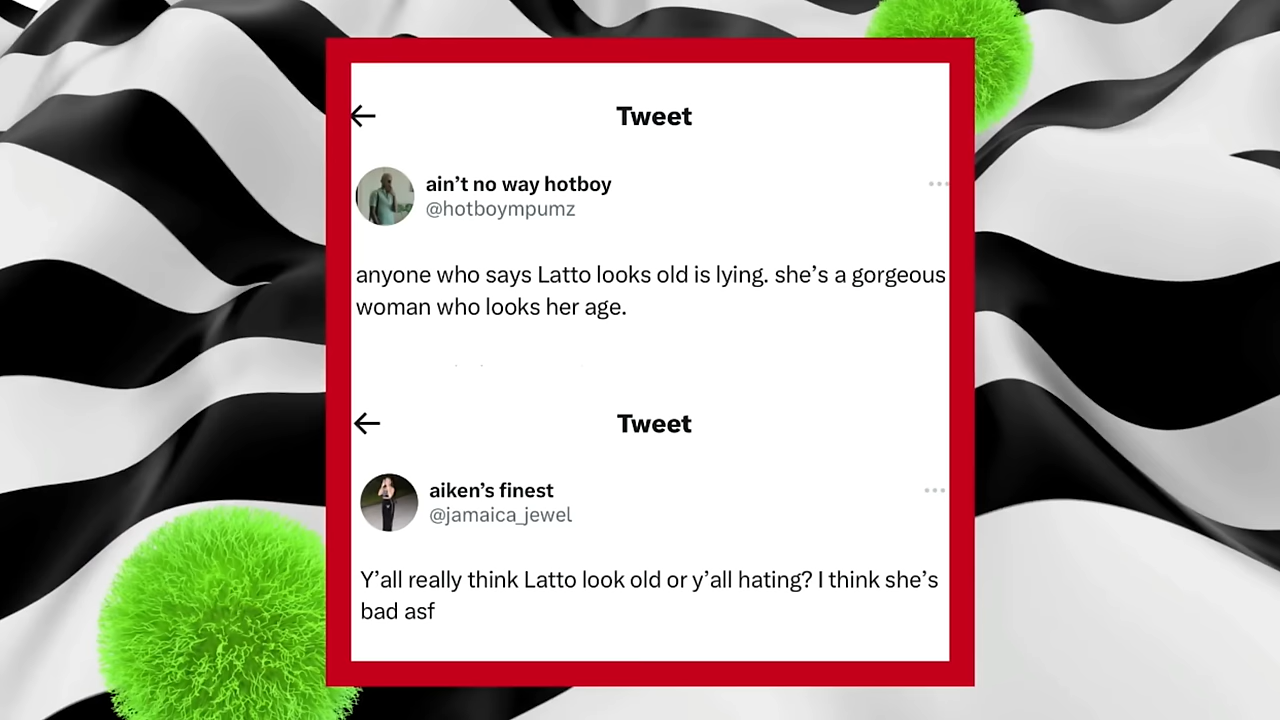 Tweet
ain’t no way hotboy
@hotboympumz
anyone who says Latto looks old is lying. she’s a gorgeous
woman who looks her age.
Tweet
aiken’s finest
@jamaica_jewel
Y’all really think Latto look old or y’all hating? I think she’s
bad asf